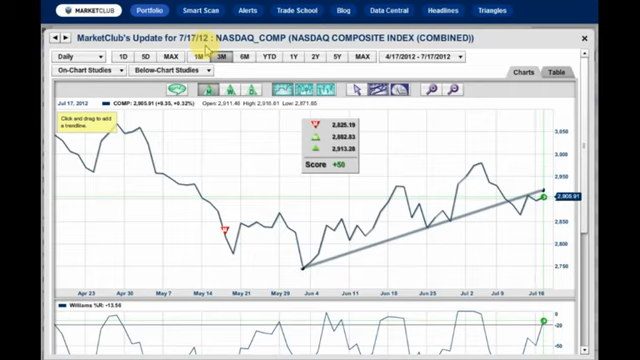 MARKETCLUB Portfolio Smart Scan Alerts Trade School Blog Data Central Headlines Triangles
MarketClub's Update for 7/17/12 : NASDAQ_COMP (NASDAQ COMPOSITE INDEX (COMBINED))
Daily 1D 5D MAX 1M 3M 6M YTD 1Y 2Y 5Y MAX 4/17/2012 - 7/17/2012
On-Chart Studies Below-Chart Studies
Charts Table
Jul 17, 2012 COMP: 2,905.91 Open: 2,911.46 High: 2,916.61 Low: 2,871.65
Click and drag to add
a trendline.
2,825.19
2,882.83
2,913.28
Score +50
3,050
3,000
2,950
2,905.91
2,850
2,800
2,750
Apr 23 Apr 30 May 7 May 14 May 21 May 29 Jun 4 Jun 11 Jun 18 Jun 25 Jul 2 Jul 9 Jul 16
Williams %R: -13.56
0
-20
-40
-60